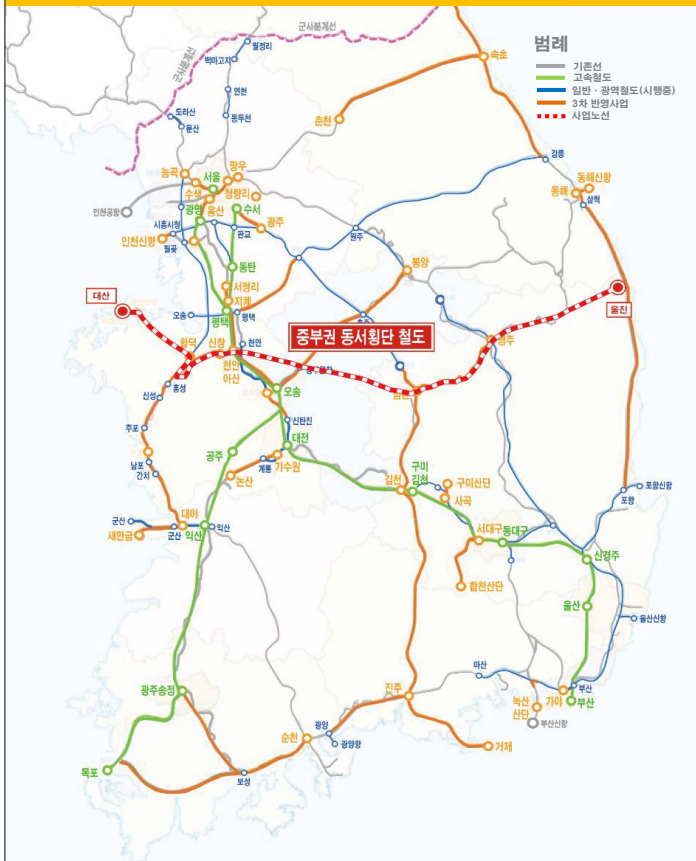 군사분계선
월정리
백마고지
군사분계선
연천
도라산
동두천
문산
속초
춘천
범례
기존선
고속철도
일반 · 광역철도(시행중)
3차 반영사업
사업노선
강릉
동해신항
동해
삼척
능곡
서울
망우
수색
청량리
용산
수서
인천공항
광명
시흥시청
판교
광주
원주
인천신항
월곶
동탄
봉양
서정리
지제
대산
울진
오송
평택
평택
중부권 동서횡단 철도
합덕
신창
천안
천안
아산
홍성
신성
오송
신탄진
주포
대전
공주
계룡
가수원
남포
간치
논산
김천
구미
김천
구미산단
사곡
포항신항
포항
군산
대야
새만금
군산
익산
익산
서대구
동대구
신경주
합천산단
울산
울산신항
마산
광주송정
진주
녹산
산단
가야
부산
부산
부산신항
목포
보성
순천
광양
광양항
거제